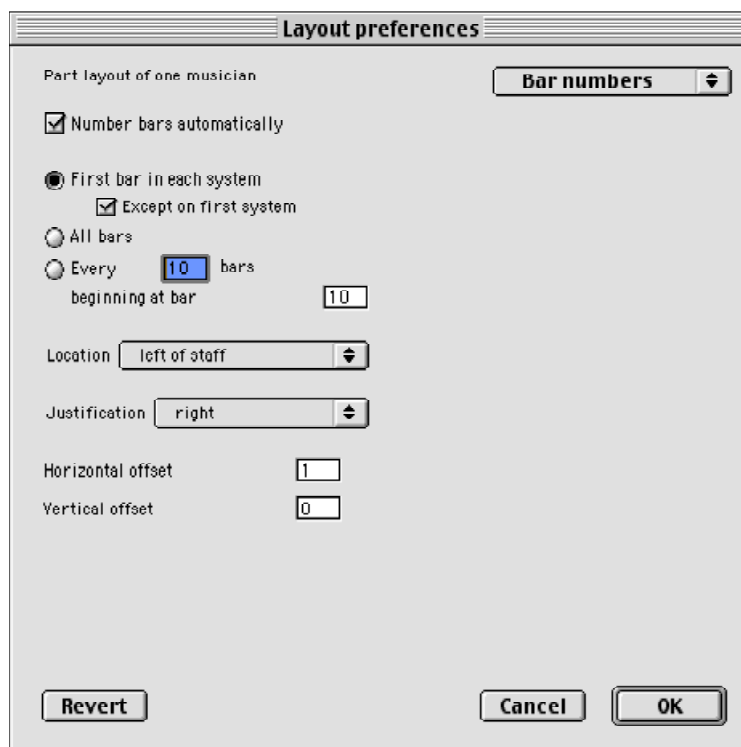 Layout preferences
Part layout of one musician
Bar numbers
Number bars automatically
First bar in each system
Except on first system
All bars
Every 10 bars
beginning at bar 10
Location left of staff
Justification right
Horizontal offset 1
Vertical offset 0
Revert Cancel OK